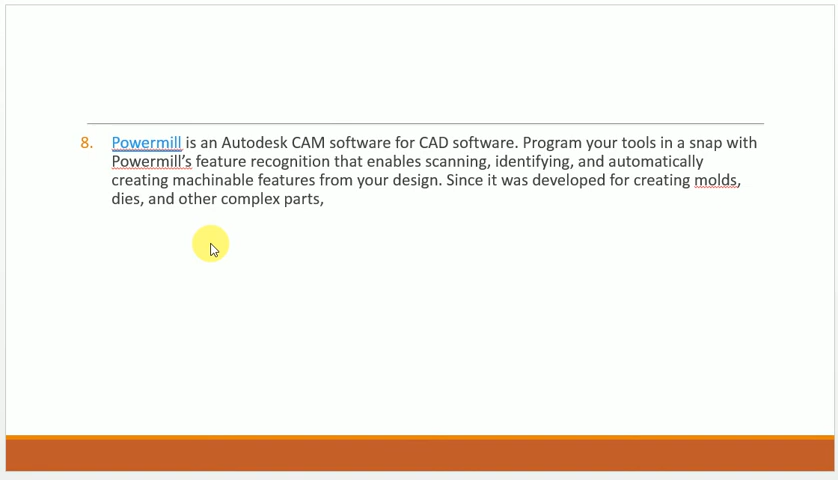 8. Powermill is an Autodesk CAM software for CAD software. Program your tools in a snap with
Powermill's feature recognition that enables scanning, identifying, and automatically
creating machinable features from your design. Since it was developed for creating molds,
dies, and other complex parts,